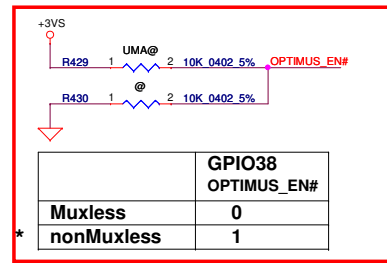 +3VS
UMA@
R429 1 2 10K_0402_5% OPTIMUS_EN#
@
R430 1 2 10K_0402_5%
GPIO38
OPTIMUS_EN#
Muxless 0
* nonMuxless 1